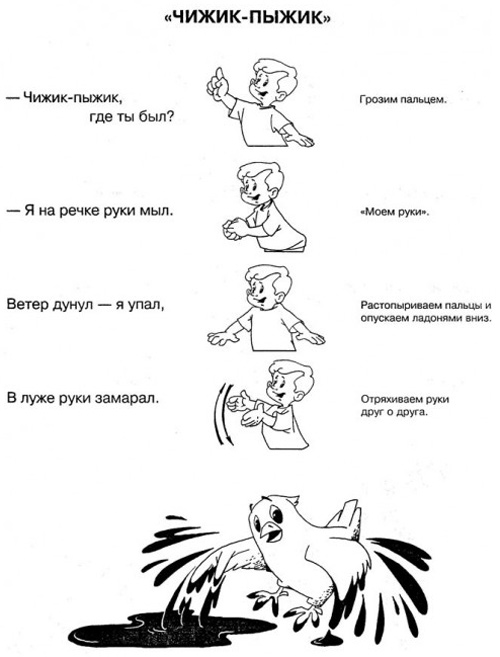 «ЧИЖИК-ПЫЖИК»
— Чижик-пыжик,
где ты был?
Грозим пальцем.
— Я на речке руки мыл.
«Моем руки».
Ветер дунул — я упал,
Растопыриваем пальцы и
опускаем ладонями вниз.
В луже руки замарал.
Отряхиваем руки
друг о друга.